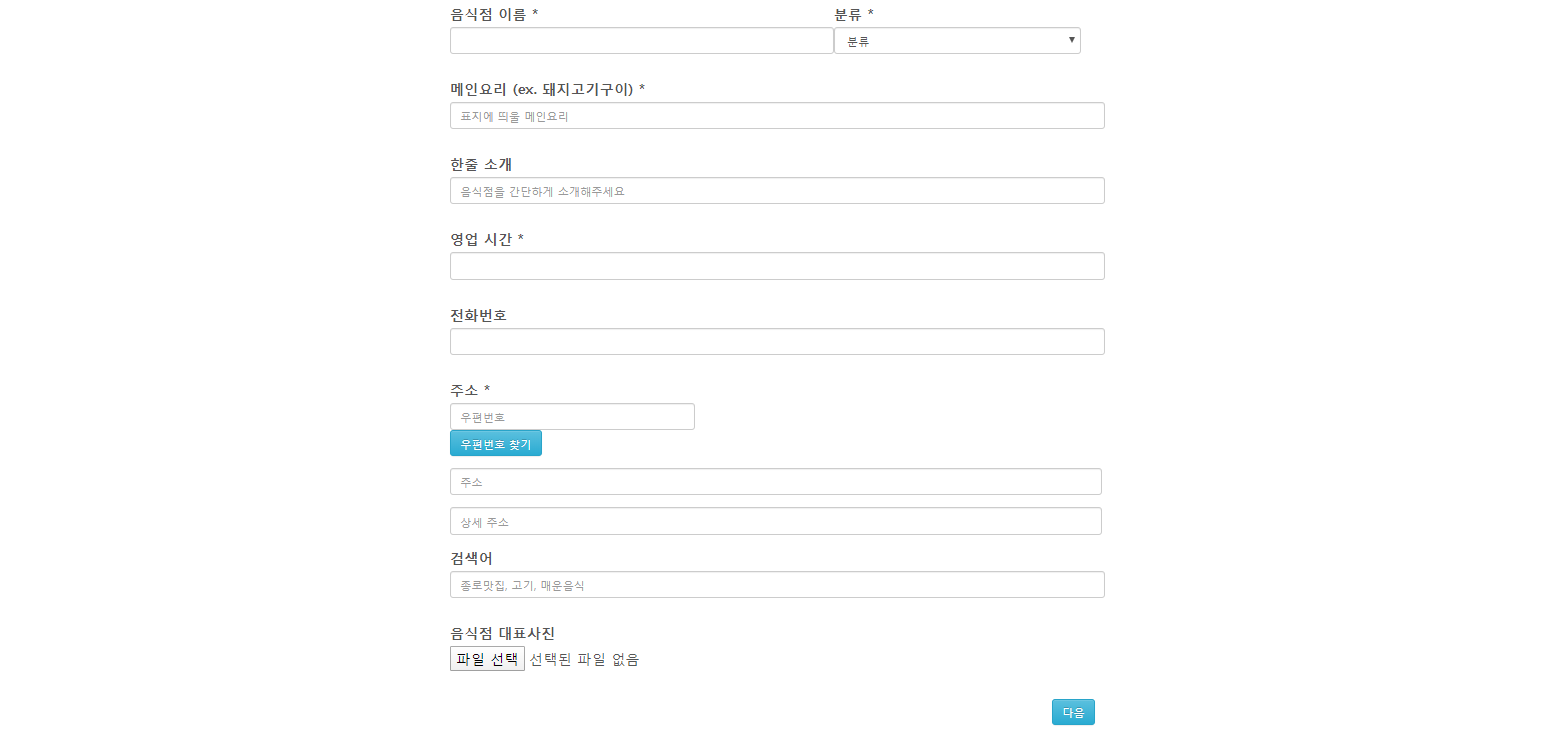 음식점 이름 * 분류 *
분류
메인요리 (ex. 돼지고기구이) *
표지에 띄울 메인요리
한줄 소개
음식점을 간단하게 소개해주세요
영업 시간 *
전화번호
주소 *
우편번호
우편번호 찾기
주소
상세 주소
검색어
종로맛집, 고기, 매운음식
음식점 대표사진
파일 선택 선택된 파일 없음
다음